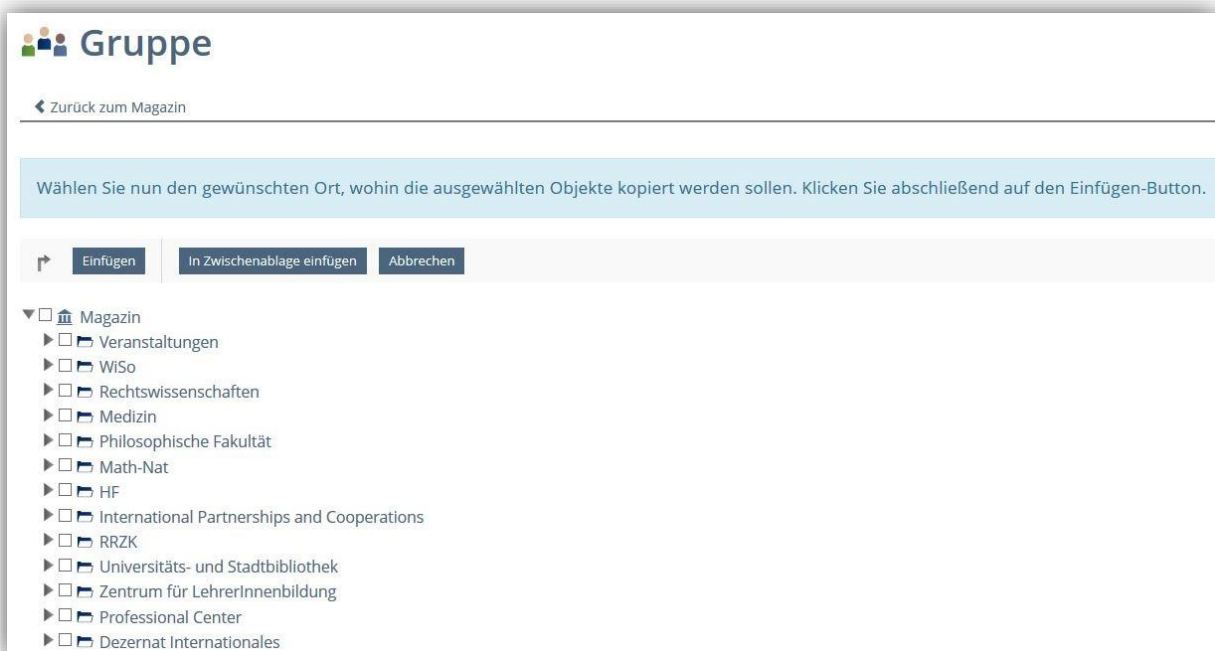 Gruppe
Zurück zum Magazin
Wählen Sie nun den gewünschten Ort, wohin die ausgewählten Objekte kopiert werden sollen. Klicken Sie abschließend auf den Einfügen-Button.
Einfügen In Zwischenablage einfügen Abbrechen
Magazin
Veranstaltungen
WiSo
Rechtswissenschaften
Medizin
Philosophische Fakultät
Math-Nat
HF
International Partnerships and Cooperations
RRZK
Universitäts- und Stadtbibliothek
Zentrum für LehrerInnenbildung
Professional Center
Dezernat Internationales